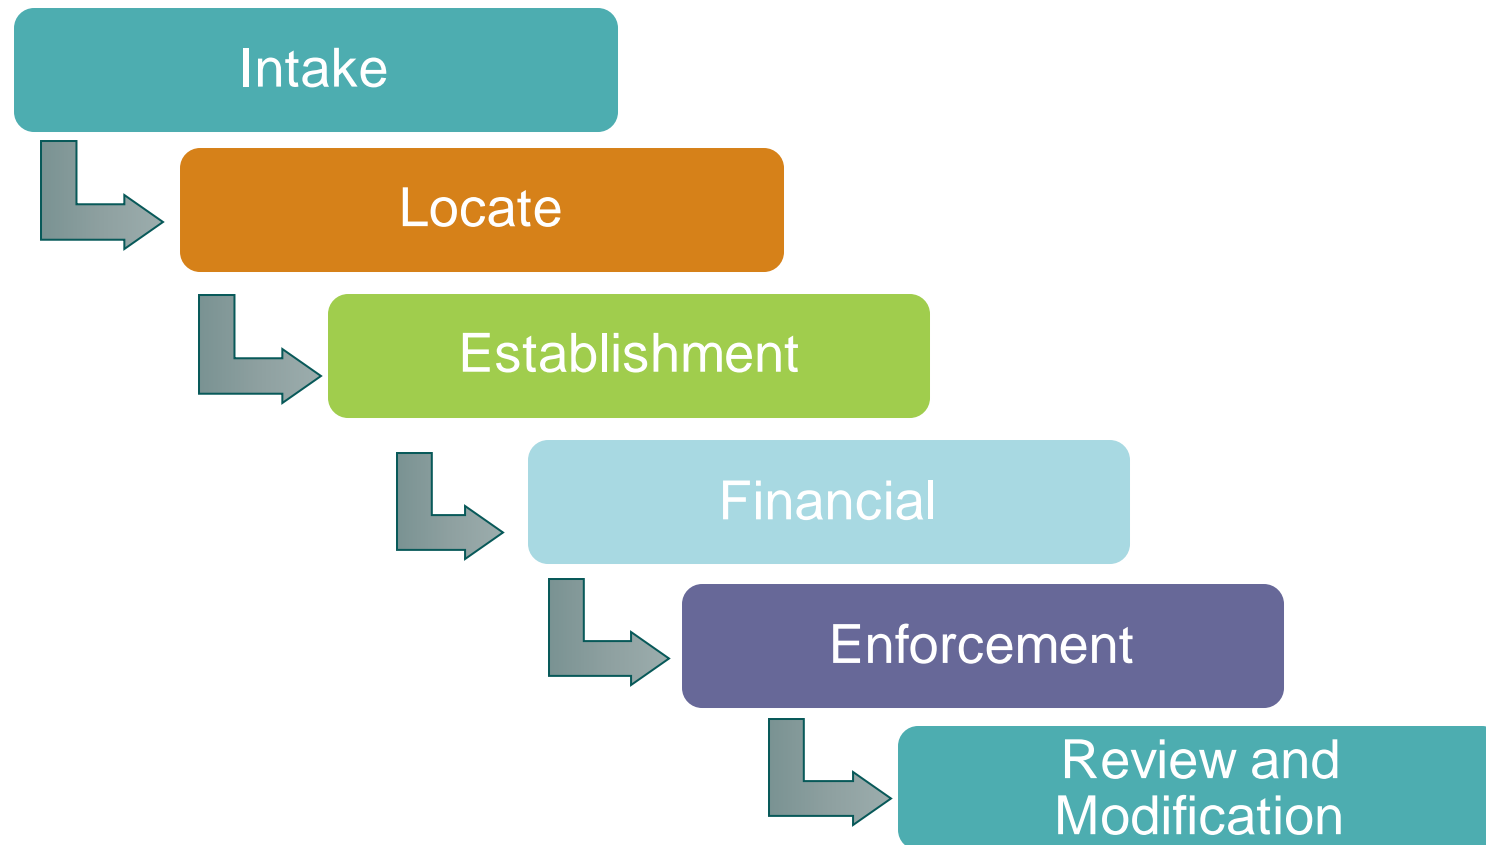 Intake
Locate
Establishment
Financial
Enforcement
Review and
Modification